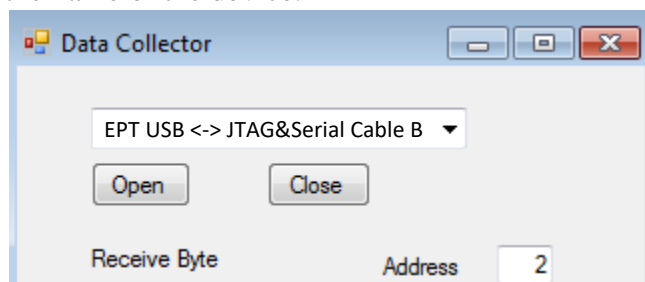 Data Collector
EPT USB <-> JTAG&Serial Cable B
Open Close
Receive Byte Address 2